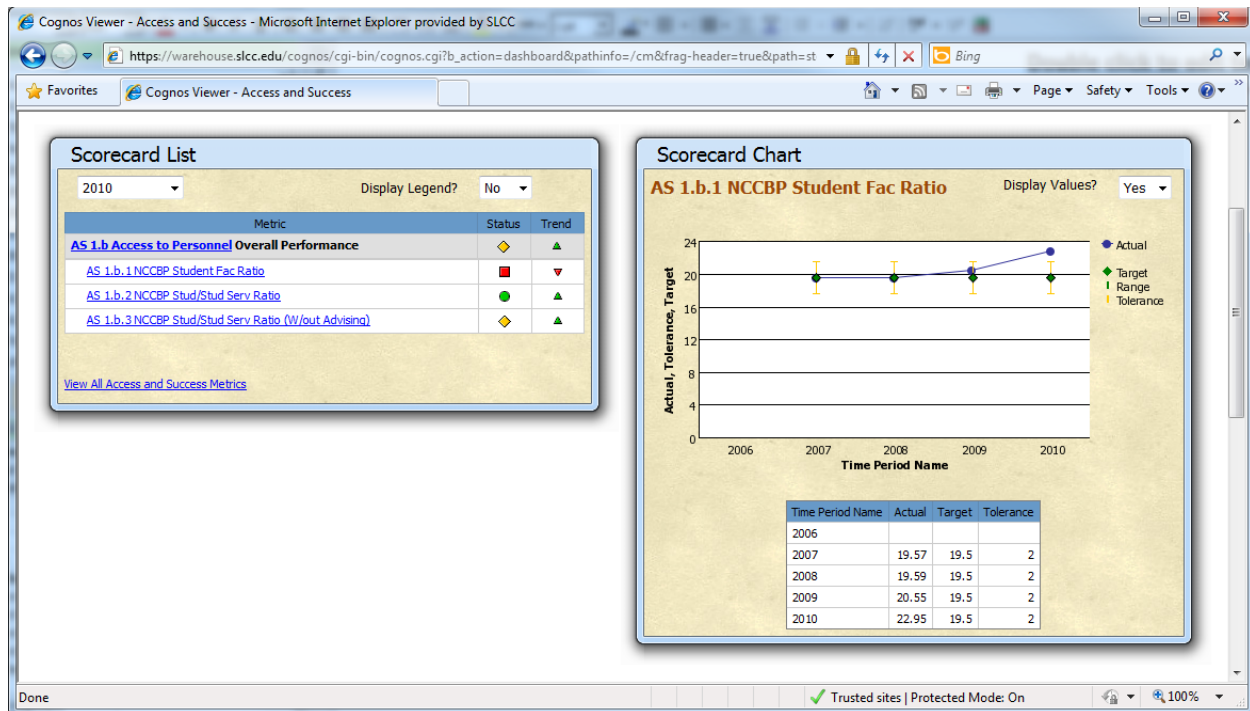 Cognos Viewer - Access and Success - Microsoft Internet Explorer provided by SLCC
https://warehouse.slcc.edu/cognos/cgi-bin/cognos.cgi?b_action=dashboard&pathinfo=/cm&frag-header=true&path=st
Bing
Favorites
Cognos Viewer - Access and Success
Page
Safety
Tools
Scorecard List
2010
Display Legend?
No
Metric Status Trend
AS 1.b Access to Personnel Overall Performance
AS 1.b.1 NCCBP Student Fac Ratio
AS 1.b.2 NCCBP Stud/Stud Serv Ratio
AS 1.b.3 NCCBP Stud/Stud Serv Ratio (W/out Advising)
View All Access and Success Metrics
Scorecard Chart
AS 1.b.1 NCCBP Student Fac Ratio
Display Values?
Yes
Actual, Tolerance, Target
24
20
16
12
8
4
0
2006 2007 2008 2009 2010
Time Period Name
Actual
Target
Range
Tolerance
Time Period Name Actual Target Tolerance
2006
2007 19.57 19.5 2
2008 19.59 19.5 2
2009 20.55 19.5 2
2010 22.95 19.5 2
Done
Trusted sites | Protected Mode: On
100%